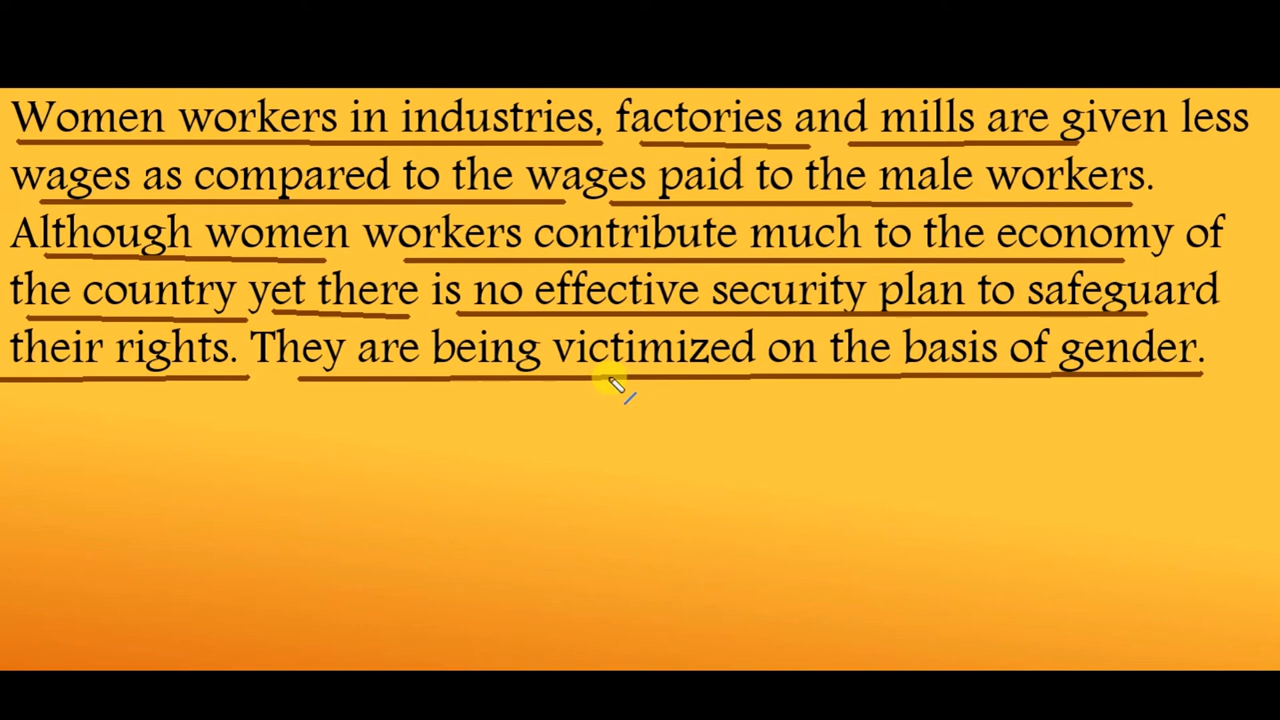 Women workers in industries, factories and mills are given less
wages as compared to the wages paid to the male workers.
Although women workers contribute much to the economy of
the country yet there is no effective security plan to safeguard
their rights. They are being victimized on the basis of gender.